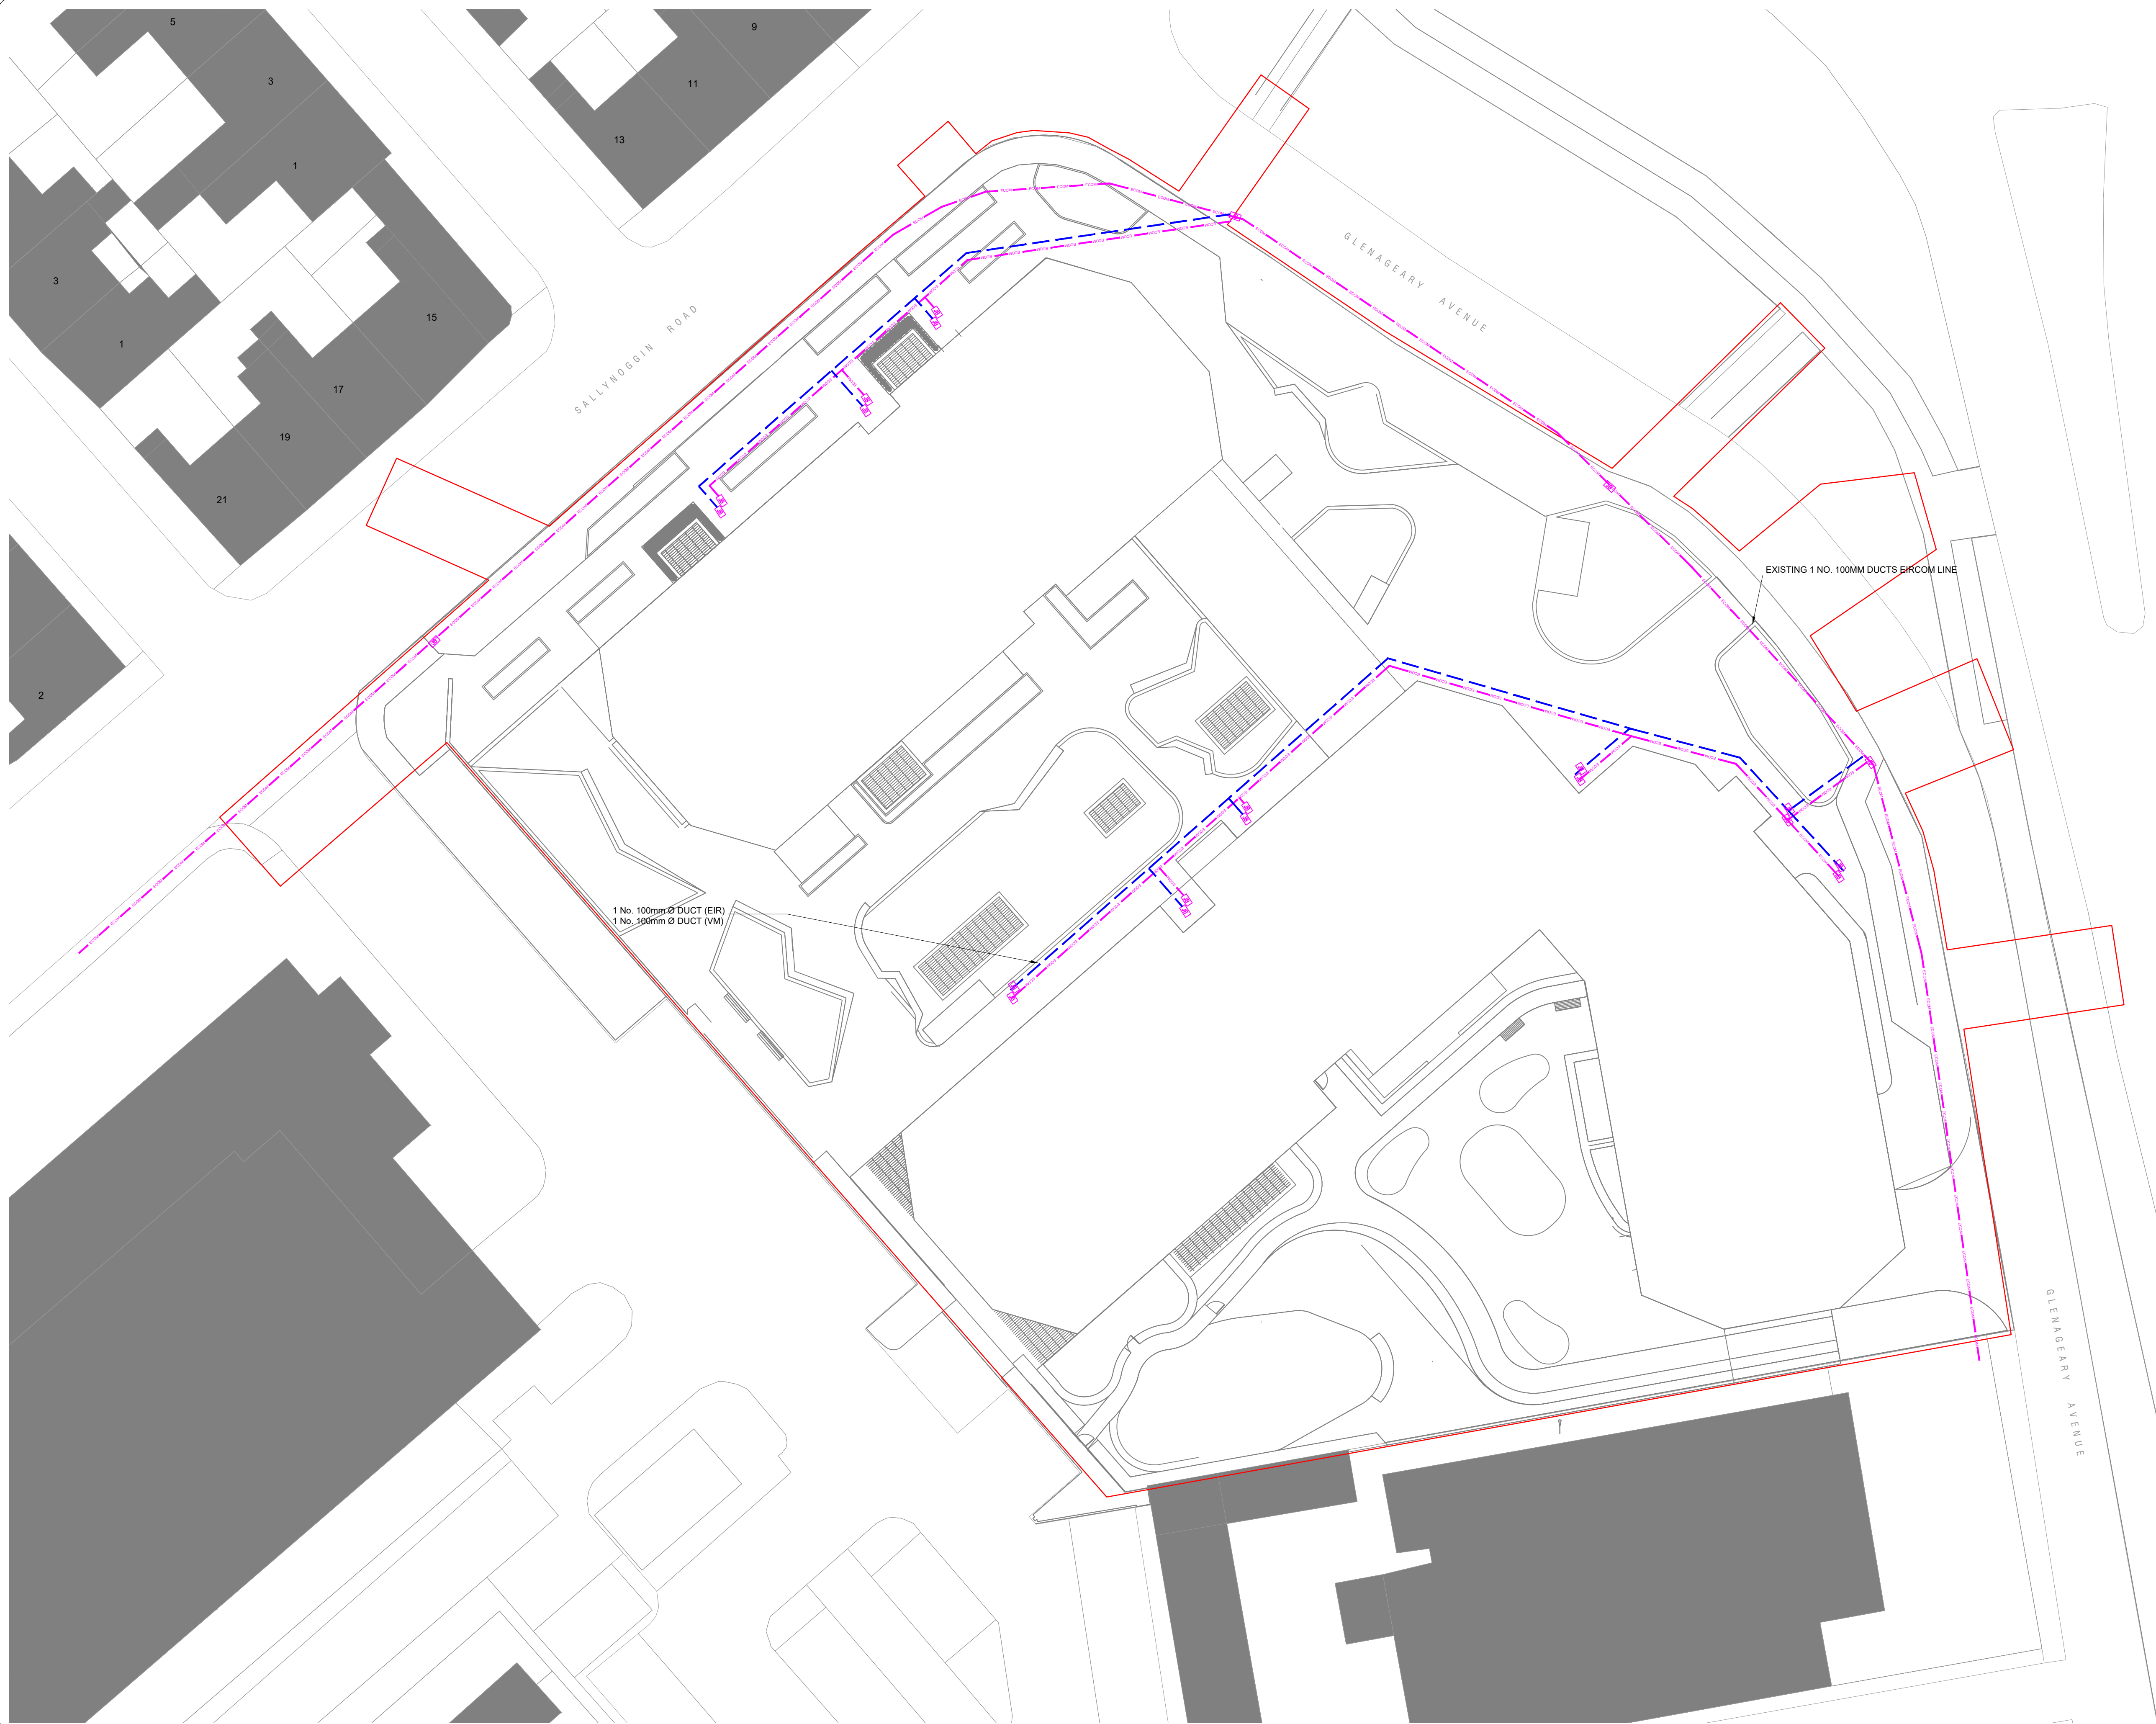 5
3
1
3
1
15
17
19
21
2
9
11
13
SALLYNOGGIN ROAD
GLENAGEARY AVENUE
EXISTING 1 NO. 100MM DUCTS EIRCOM LINE
1 No. 100mm Ø DUCT (EIR)
1 No. 100mm Ø DUCT (VM)
GLENAGEARY AVENUE